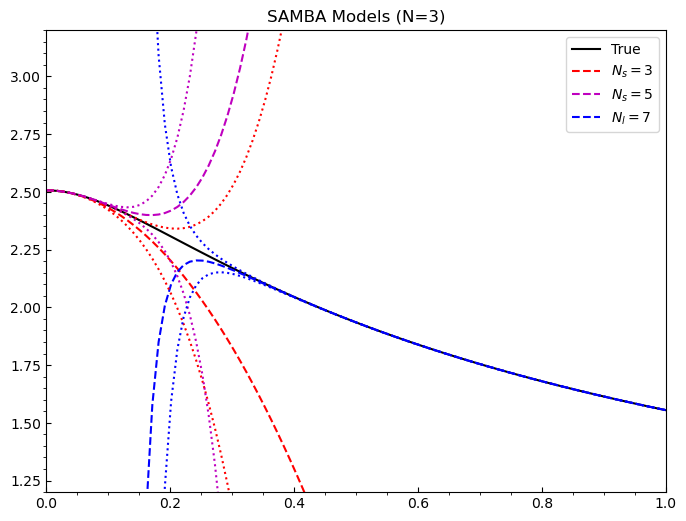 SAMBA Models (N=3)
True
$N_s = 3$
$N_s = 5$
$N_l = 7$
3.00
2.75
2.50
2.25
2.00
1.75
1.50
1.25
0.0 0.2 0.4 0.6 0.8 1.0